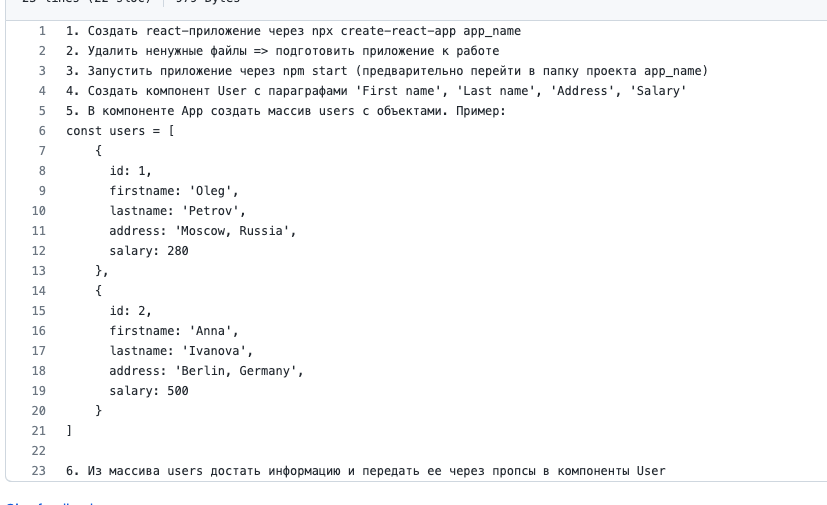 1 1. Создать react-приложение через npx create-react-app app_name
2 2. Удалить ненужные файлы => подготовить приложение к работе
3 3. Запустить приложение через npm start (предварительно перейти в папку проекта app_name)
4 4. Создать компонент User с параграфами 'First name', 'Last name', 'Address', 'Salary'
5 5. В компоненте App создать массив users с объектами. Пример:
6 const users = [
7     {
8       id: 1,
9       firstname: 'Oleg',
10       lastname: 'Petrov',
11       address: 'Moscow, Russia',
12       salary: 280
13     },
14     {
15       id: 2,
16       firstname: 'Anna',
17       lastname: 'Ivanova',
18       address: 'Berlin, Germany',
19       salary: 500
20     }
21 ]
22
23 6. Из массива users достать информацию и передать ее через пропсы в компоненты User